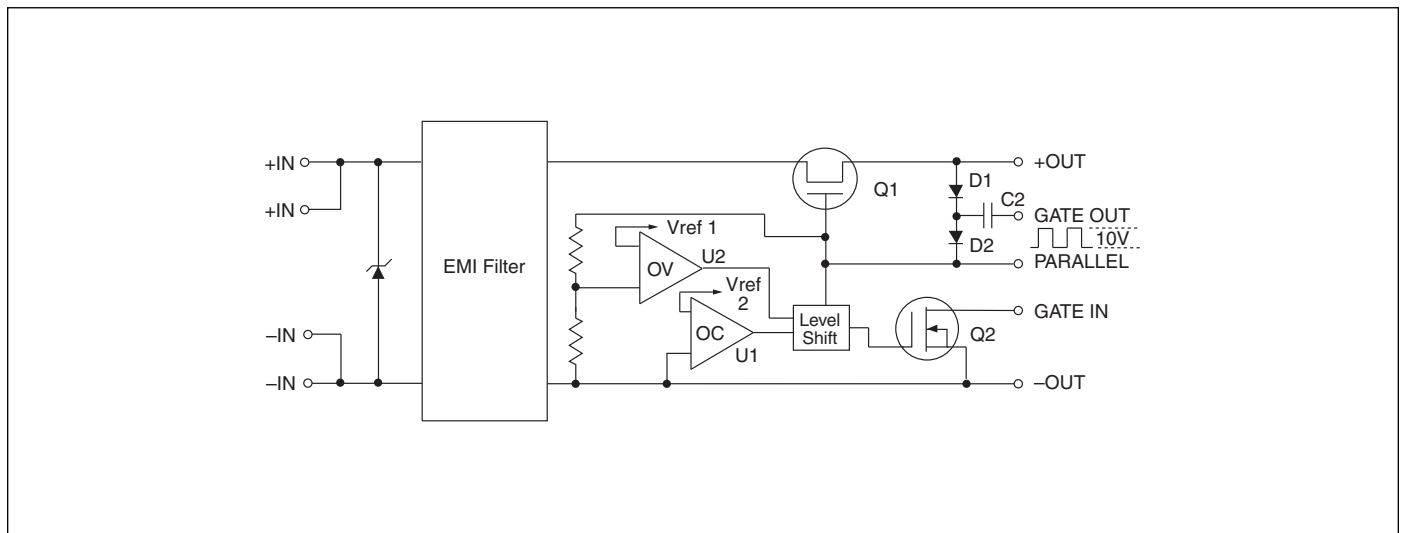 +IN
+IN
–IN
–IN
EMI Filter
Vref 1
OV
U2
Vref
2
OC
U1
Level
Shift
Q1
Q2
D1
C2
D2
+OUT
GATE OUT
10V
PARALLEL
GATE IN
–OUT